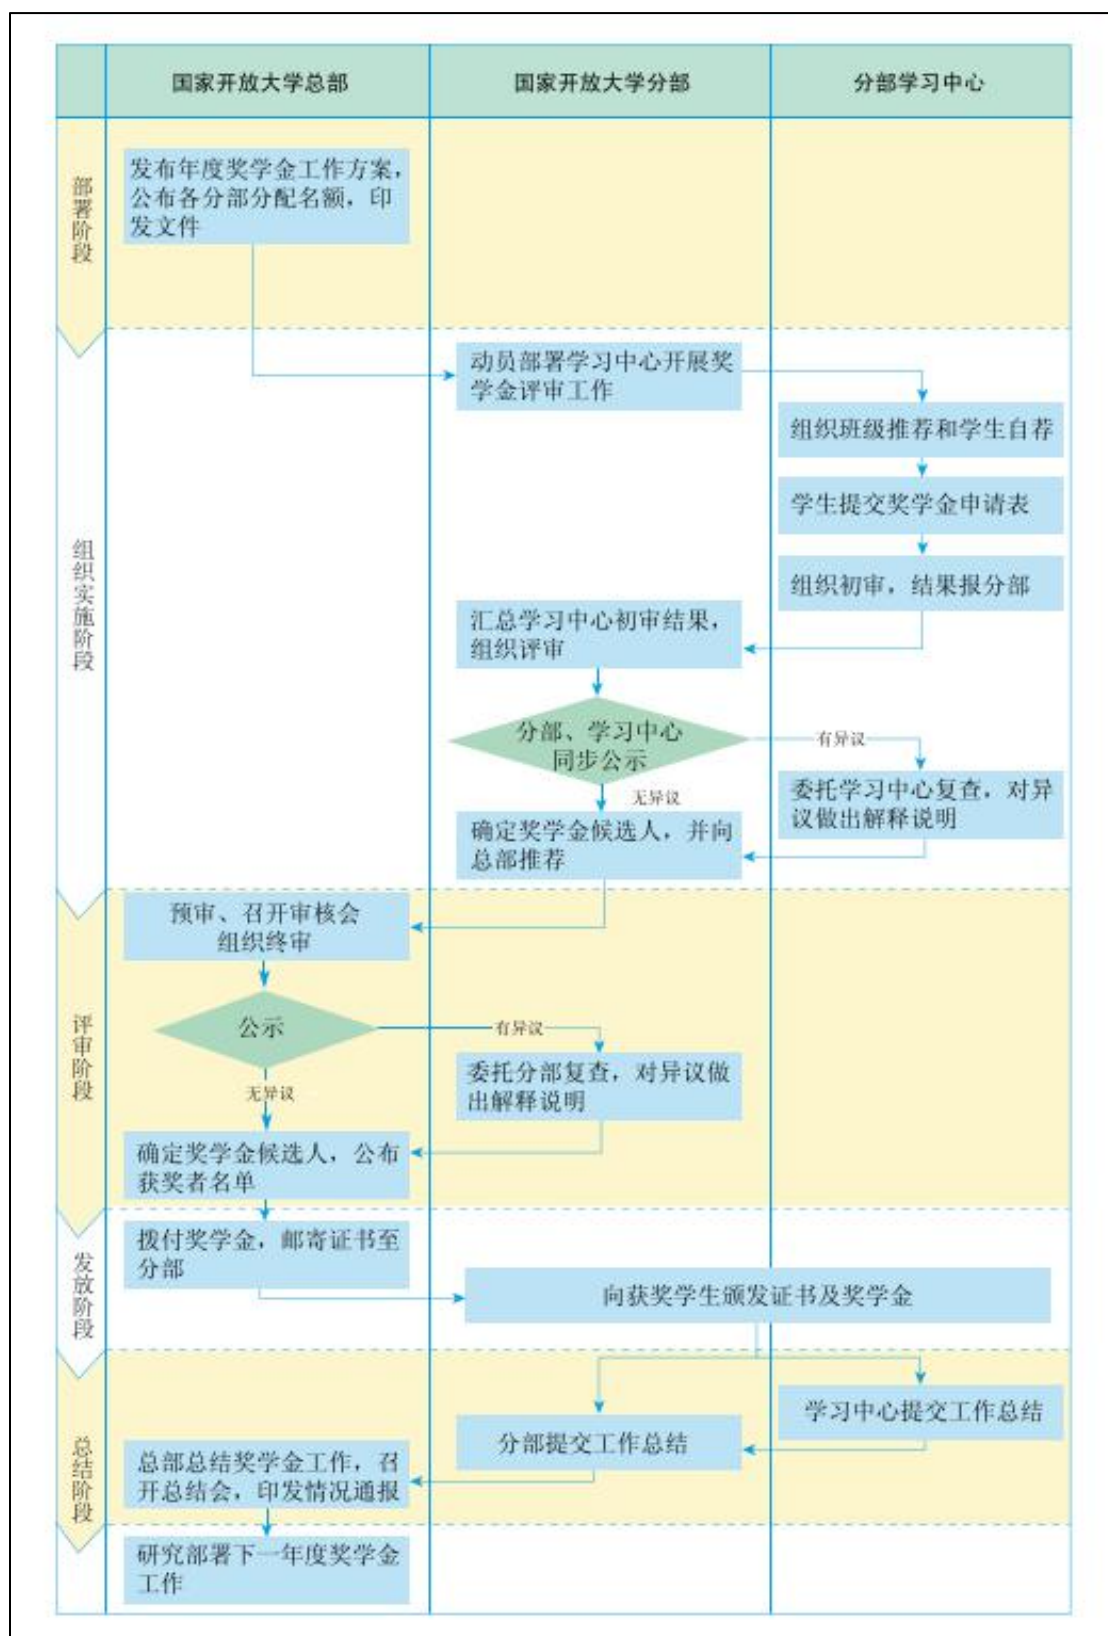 国家开放大学总部
国家开放大学分部
分部学习中心
部署阶段
发布年度奖学金工作方案，
公布各分部分配名额，印
发文件
组织实施阶段
动员部署学习中心开展奖
学金评审工作
组织班级推荐和学生自荐
学生提交奖学金申请表
组织初审，结果报分部
汇总学习中心初审结果，
组织评审
分部、学习中心
同步公示
有异议
无异议
委托学习中心复查，对异
议做出解释说明
确定奖学金候选人，并向
总部推荐
评审阶段
预审、召开审核会
组织终审
公示
有异议
无异议
委托分部复查，对异议做
出解释说明
确定奖学金候选人，公布
获奖者名单
发放阶段
拨付奖学金，邮寄证书至
分部
向获奖学生颁发证书及奖学金
总结阶段
学习中心提交工作总结
分部提交工作总结
总部总结奖学金工作，召
开总结会，印发情况通报
研究部署下一年度奖学金
工作